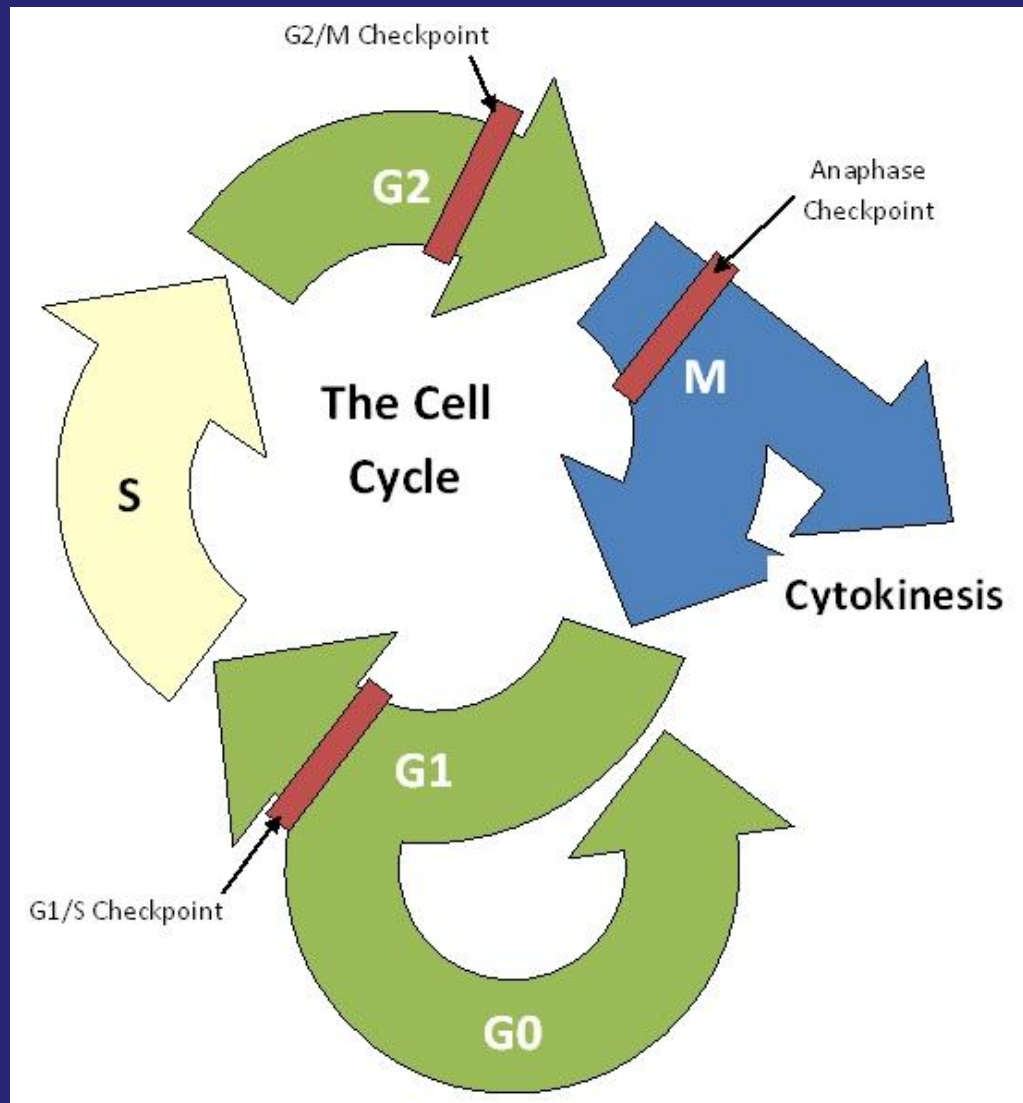 G2/M Checkpoint
Anaphase
Checkpoint
G2
M
The Cell
Cycle
S
Cytokinesis
G1
G1/S Checkpoint
G0